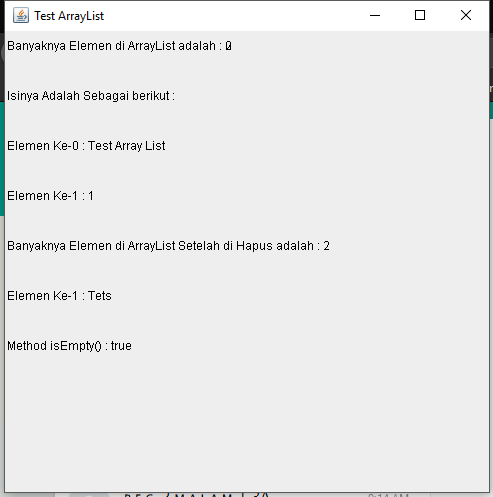 Test ArrayList
Banyaknya Elemen di ArrayList adalah :
Isinya Adalah Sebagai berikut :
Elemen Ke-0 : Test Array List
Elemen Ke-1 : 1
Banyaknya Elemen di ArrayList Setelah di Hapus adalah : 2
Elemen Ke-1 : Tets
Method isEmpty() : true